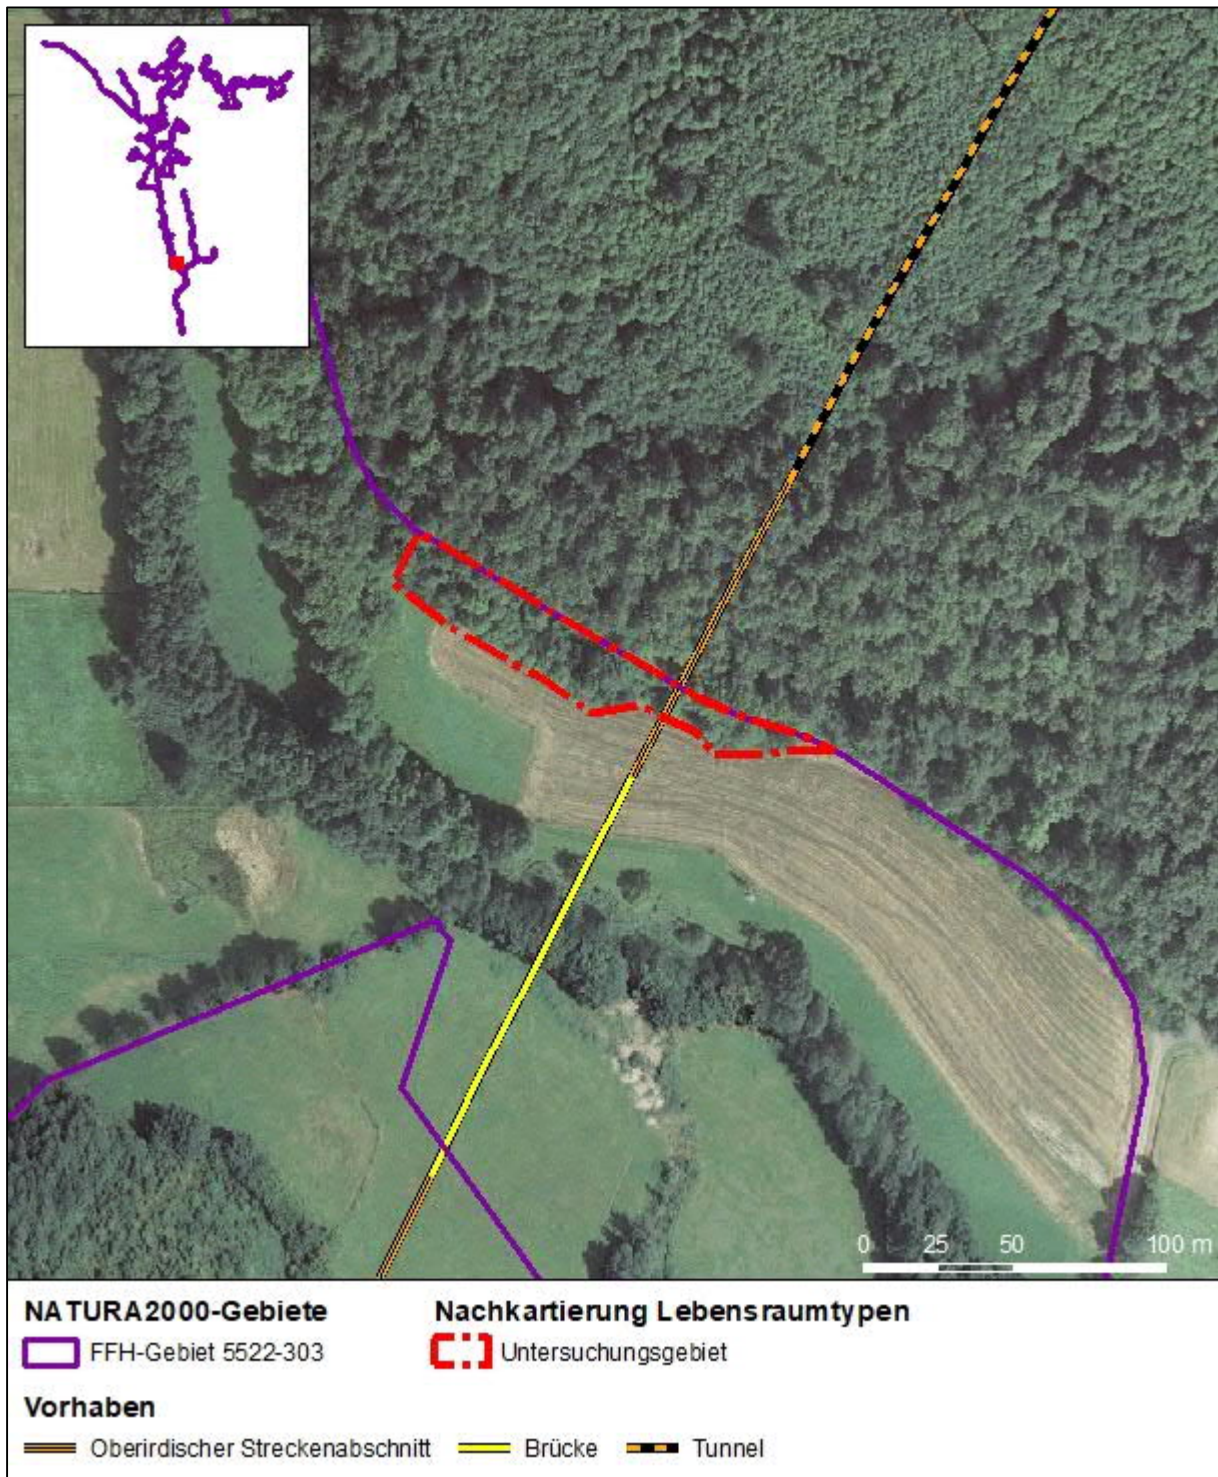 0 25 50 100 m
NATURA2000-Gebiete Nachkartierung Lebensraumtypen
FFH-Gebiet 5522-303 Untersuchungsgebiet
Vorhaben
Oberirdischer Streckenabschnitt Brücke Tunnel